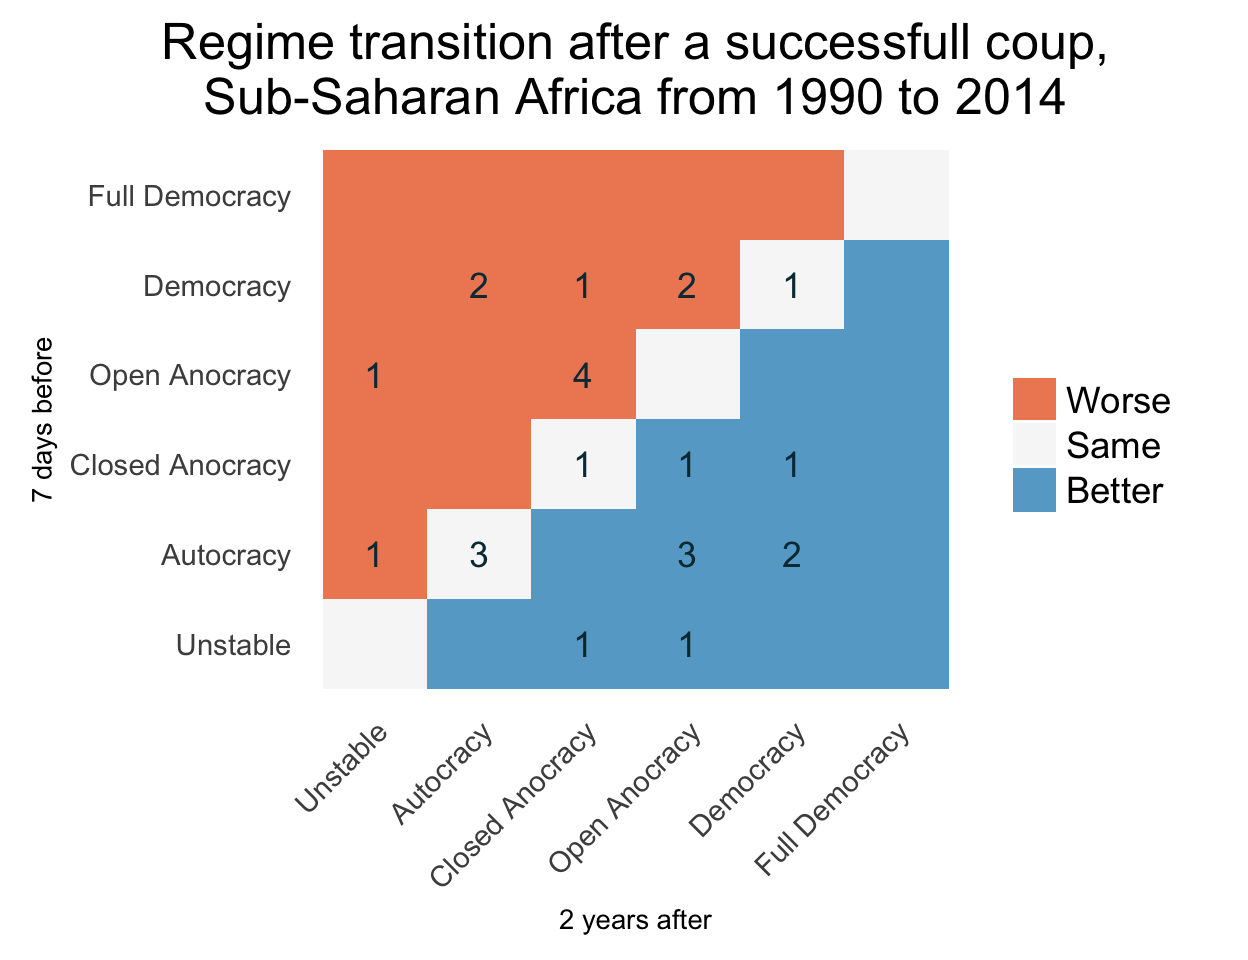 Regime transition after a successfull coup,
Sub-Saharan Africa from 1990 to 2014
7 days before
Full Democracy
Democracy 2 1 2 1
Open Anocracy 1 4
Closed Anocracy 1 1 1
Autocracy 1 3 3 2
Unstable 1 1
Unstable
Autocracy
Closed Anocracy
Open Anocracy
Democracy
Full Democracy
2 years after
Worse
Same
Better